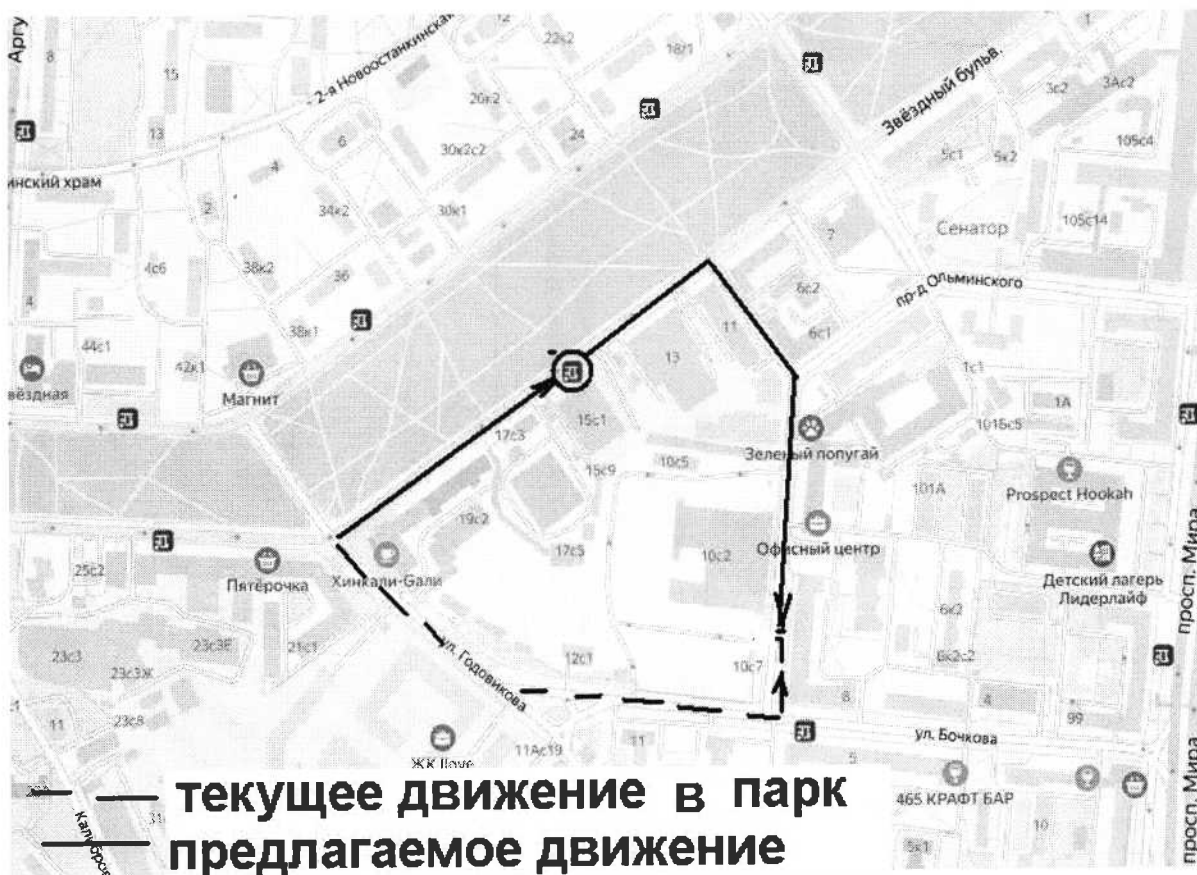 Аргу
8
15
13
12
22к2
18/1
2-я Новоостанкинская
26к2
24
6
30к2с2
4
34к2
30к1
2
инский храм
4с6
38к2
36
38к1
4
44с1
42к1
вёздная
Магнит
Звёздный бульв.
1
3с2
3Ас2
105с4
5с1
5к2
105с14
Сенатор
7
6с2
пр-д Ольминского
6с1
11
13
1с1
1А
101Бс5
17с3
15с1
15с9
10с5
Зеленый попугай
101А
Prospect Hookah
просп. Мира
19с2
17с5
10с2
Офисный центр
Детский лагерь
Лидерлайф
25с2
Пятёрочка
Хинкали-Gали
23с3
23с3Е
21с1
23с3Ж
11
23с8
ул. Годовикова
12с1
10с7
6к2
6к2с2
8
4
99
ул. Бочкова
11Ас19
11
5
ЖК Ilove
465 КРАФТ БАР
10
5к1
просп. Мира
текущее движение в парк
предлагаемое движение